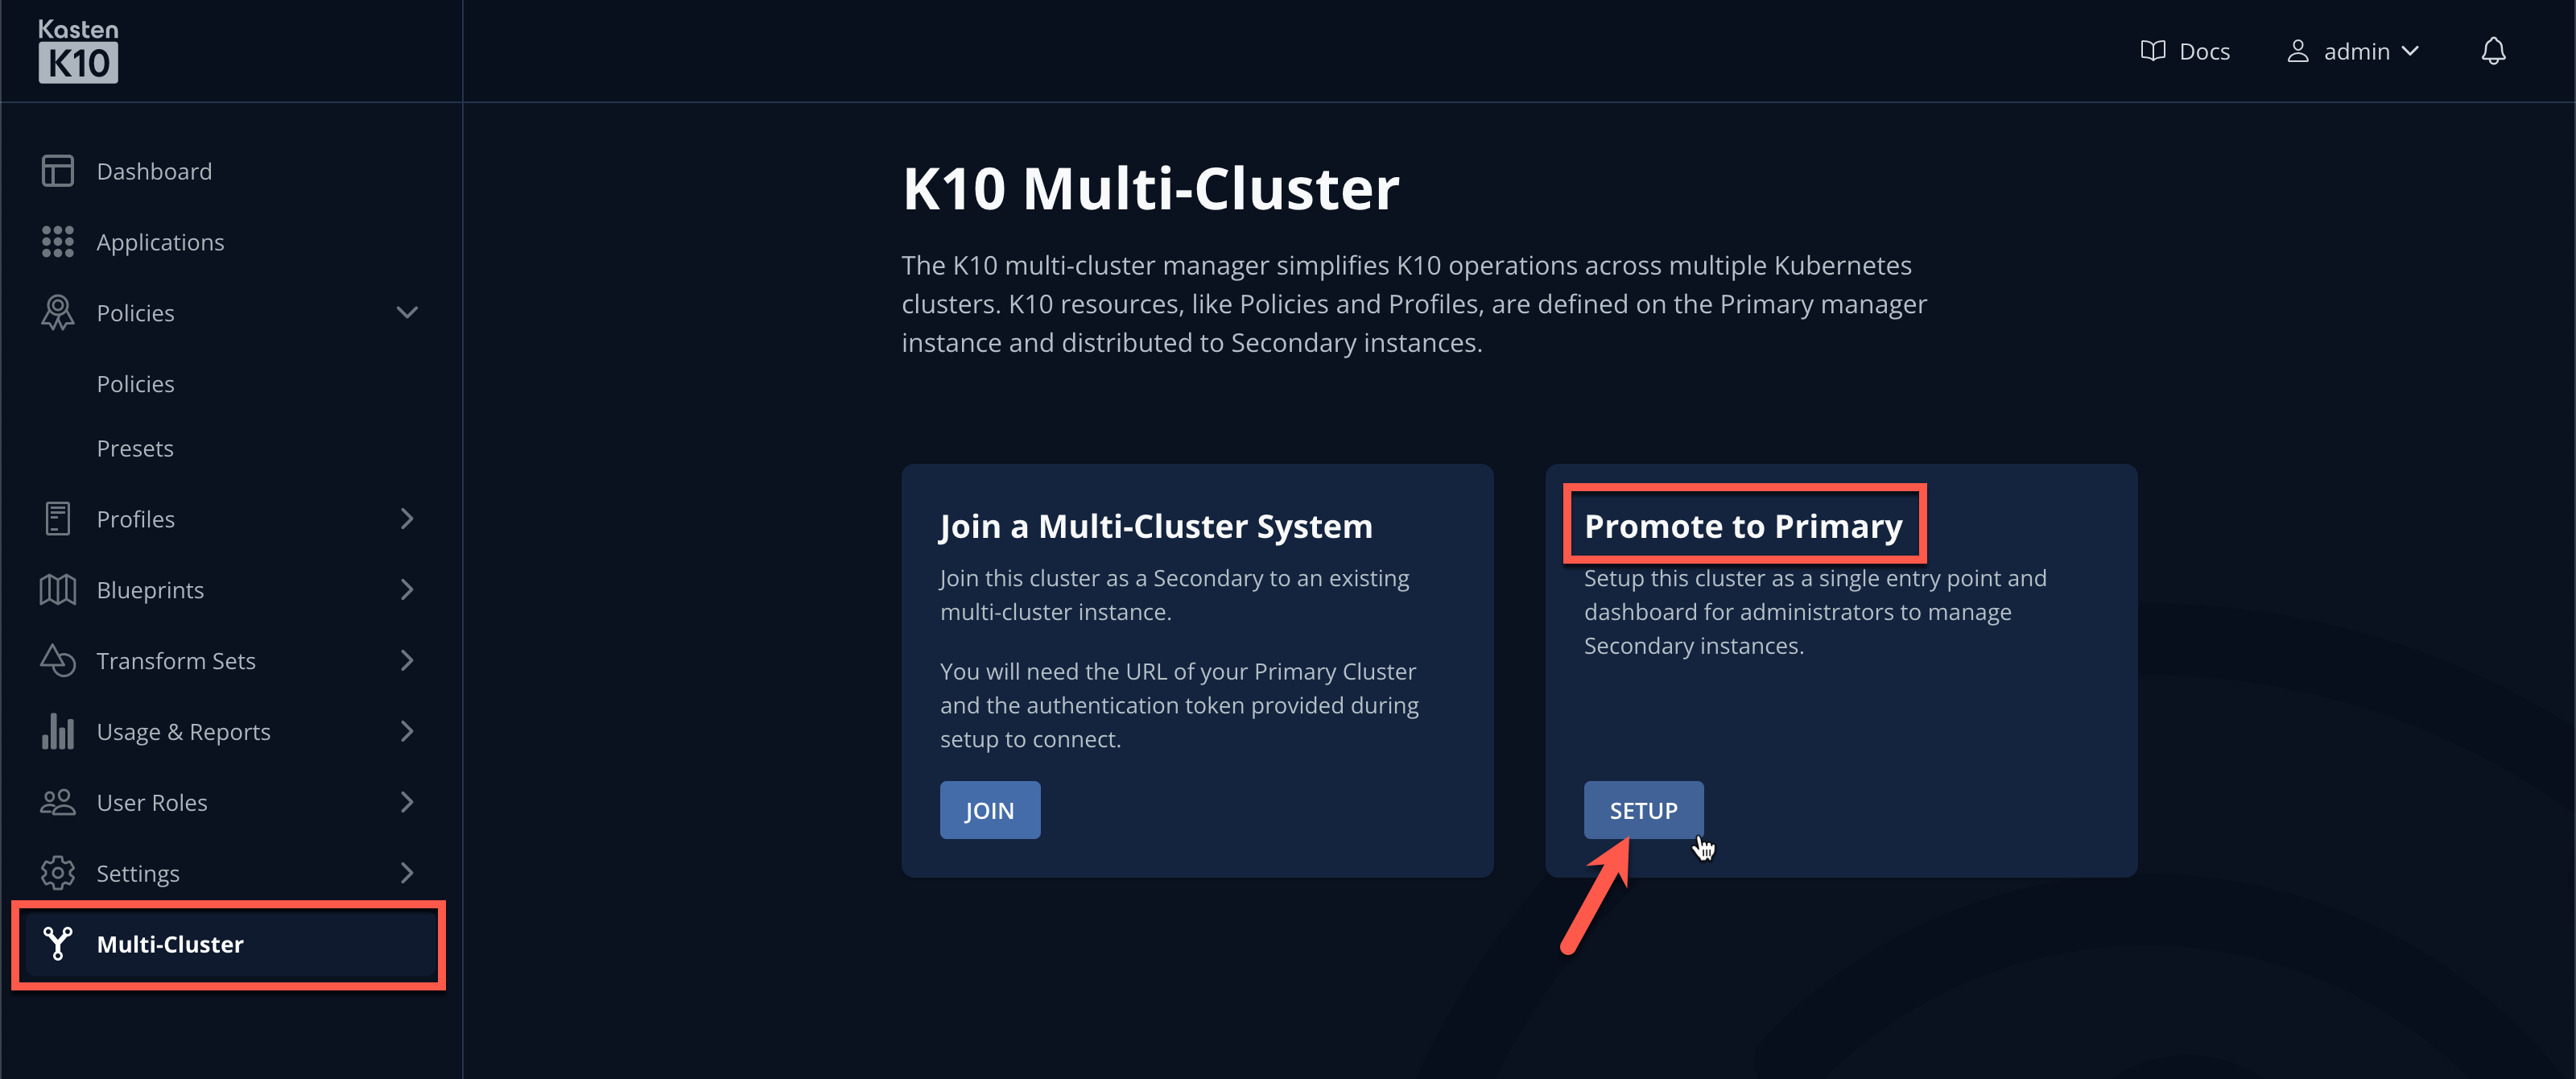 Kasten
K10
Docs
admin
Dashboard
Applications
Policies
Policies
Presets
Profiles
Blueprints
Transform Sets
Usage & Reports
User Roles
Settings
Multi-Cluster
K10 Multi-Cluster
The K10 multi-cluster manager simplifies K10 operations across multiple Kubernetes
clusters. K10 resources, like Policies and Profiles, are defined on the Primary manager
instance and distributed to Secondary instances.
Join a Multi-Cluster System
Join this cluster as a Secondary to an existing
multi-cluster instance.
You will need the URL of your Primary Cluster
and the authentication token provided during
setup to connect.
JOIN
Promote to Primary
Setup this cluster as a single entry point and
dashboard for administrators to manage
Secondary instances.
SETUP